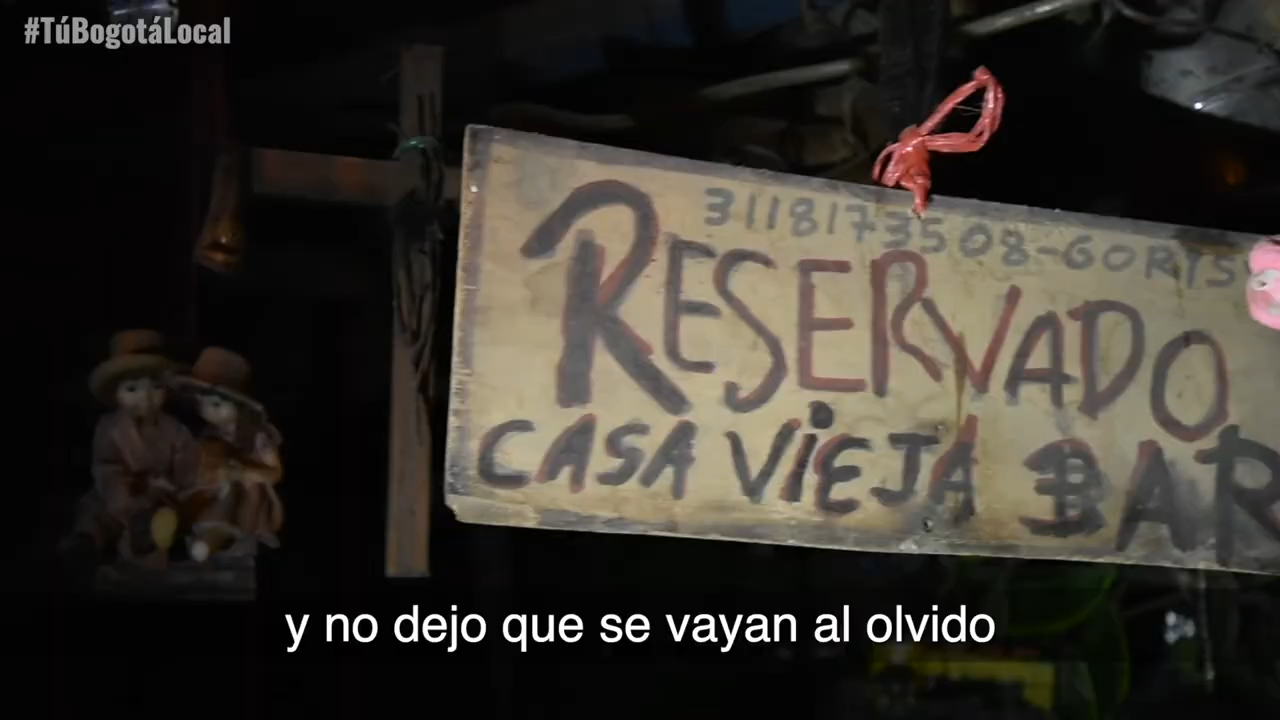 #TúBogotáLocal
3118173508-GORYS
RESERVADO
CASA VIEJA BAR
y no dejo que se vayan al olvido